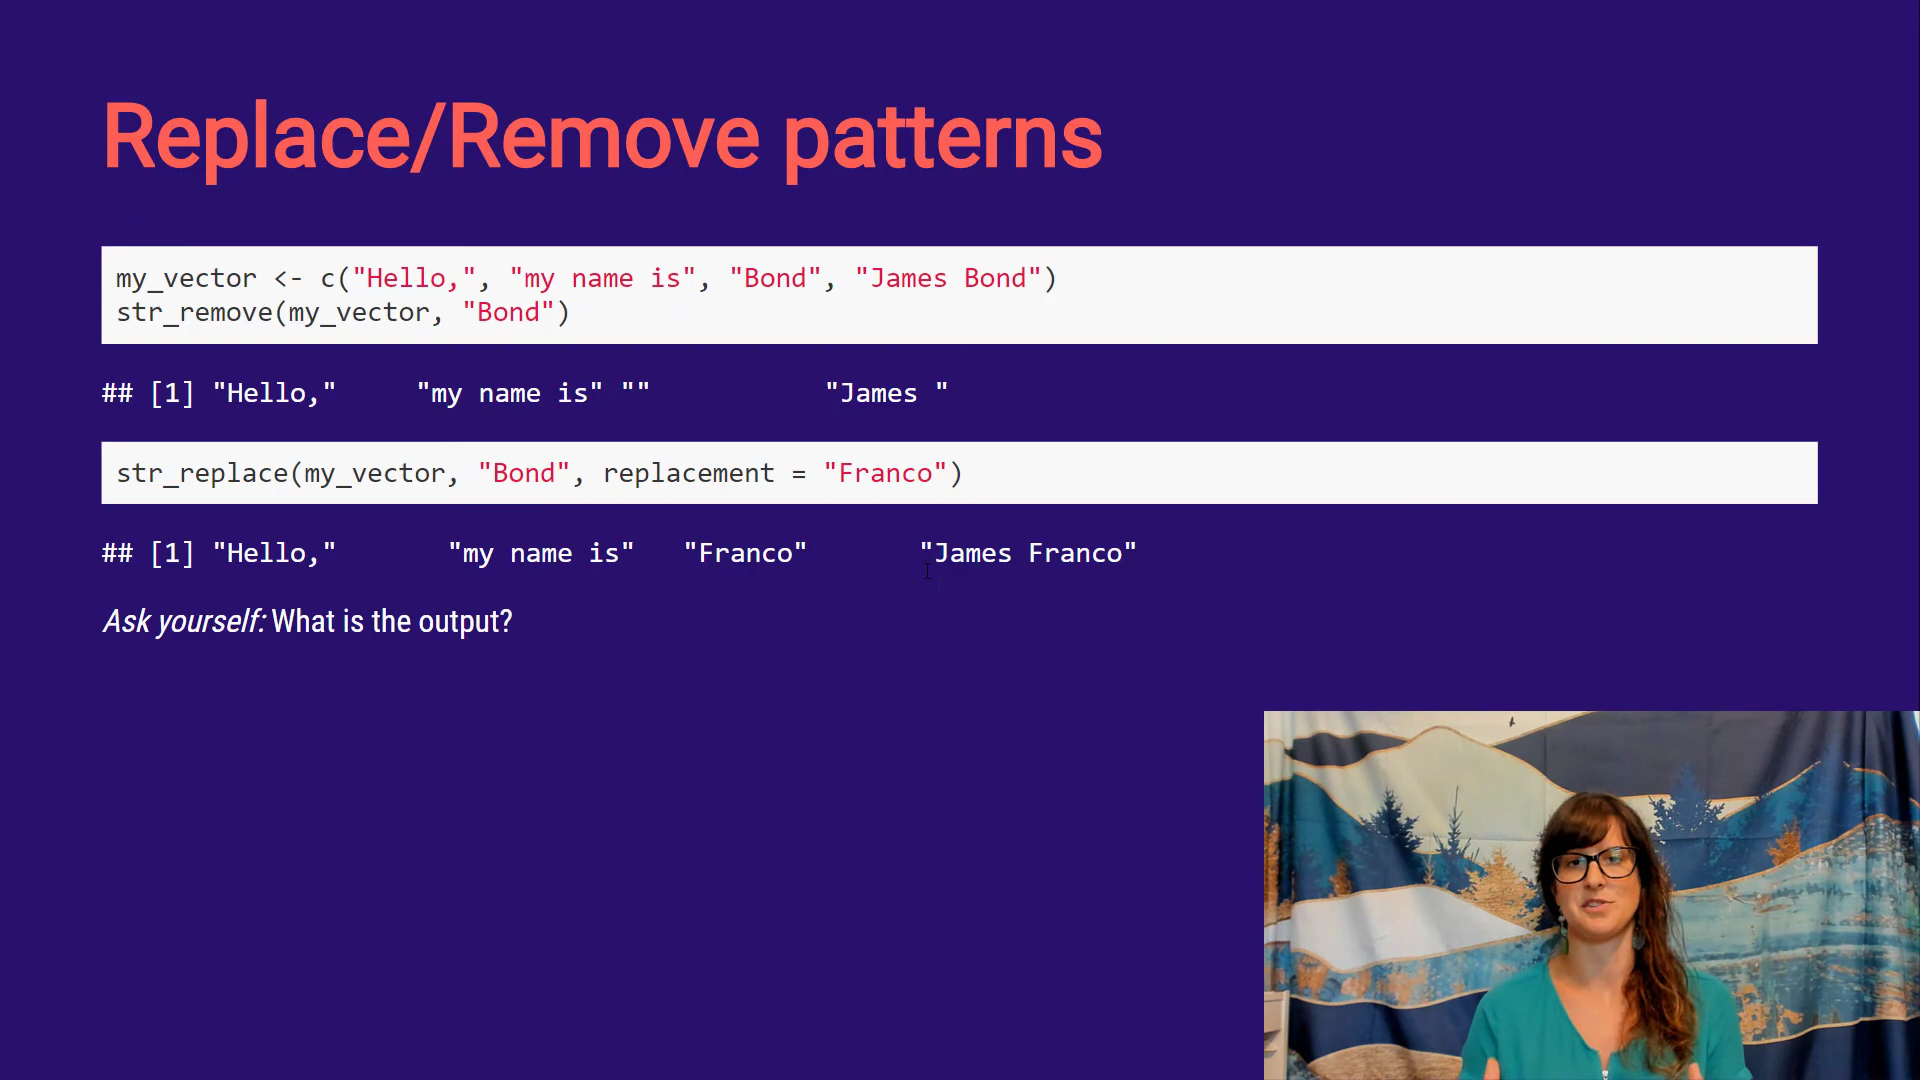 Replace/Remove patterns
my_vector <- c("Hello,", "my name is", "Bond", "James Bond")
str_remove(my_vector, "Bond")
## [1] "Hello,"     "my name is" ""           "James "
str_replace(my_vector, "Bond", replacement = "Franco")
## [1] "Hello,"       "my name is"   "Franco"       "James Franco"
Ask yourself: What is the output?